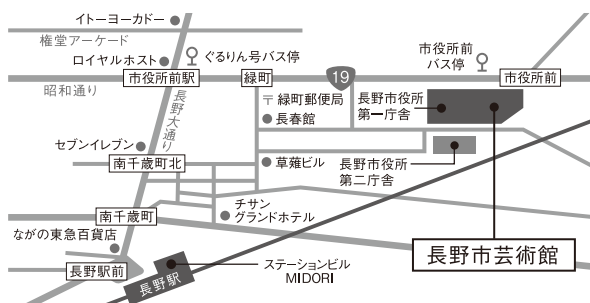 イトーヨーカドー
権堂アーケード
ロイヤルホスト
ぐるりん号バス停
市役所前
バス停
市役所前駅
緑町
19
市役所前
昭和通り
長野大通り
〒緑町郵便局
長春館
長野市役所
第一庁舎
セブンイレブン
南千歳町北
草薙ビル
長野市役所
第二庁舎
チサン
グランドホテル
南千歳町
ながの東急百貨店
長野市芸術館
長野駅前
ステーションビル
MIDORI
長野駅